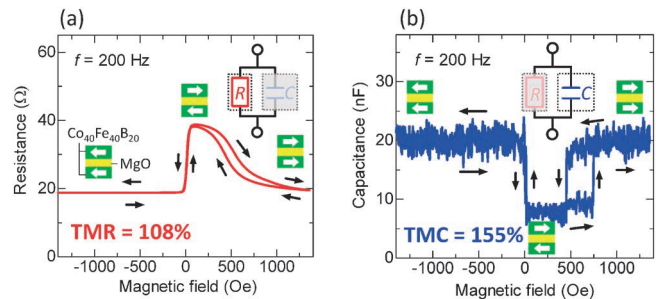 (a)
f = 200 Hz
R
C
Co40Fe40B20
MgO
TMR = 108%
Resistance (Ω)
60
40
20
0
-1000
-500
0
500
1000
Magnetic field (Oe)
(b)
f = 200 Hz
R
C
TMC = 155%
Capacitance (nF)
40
30
20
10
0
-1000
-500
0
500
1000
Magnetic field (Oe)